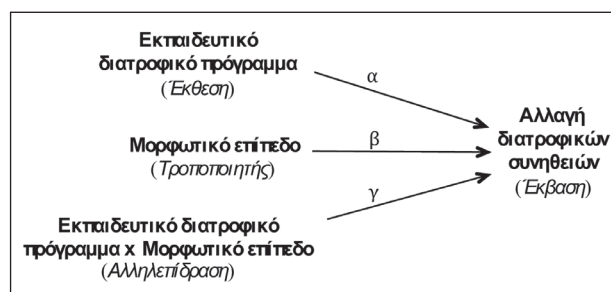 Εκπαιδευτικό
διατροφικό πρόγραμμα
(Έκθεση)
α
Μορφωτικό επίπεδο
(Τροποποιητής)
β
Εκπαιδευτικό διατροφικό
πρόγραμμα x Μορφωτικό επίπεδο
(Αλληλεπίδραση)
γ
Αλλαγή
διατροφικών
συνηθειών
(Έκβαση)